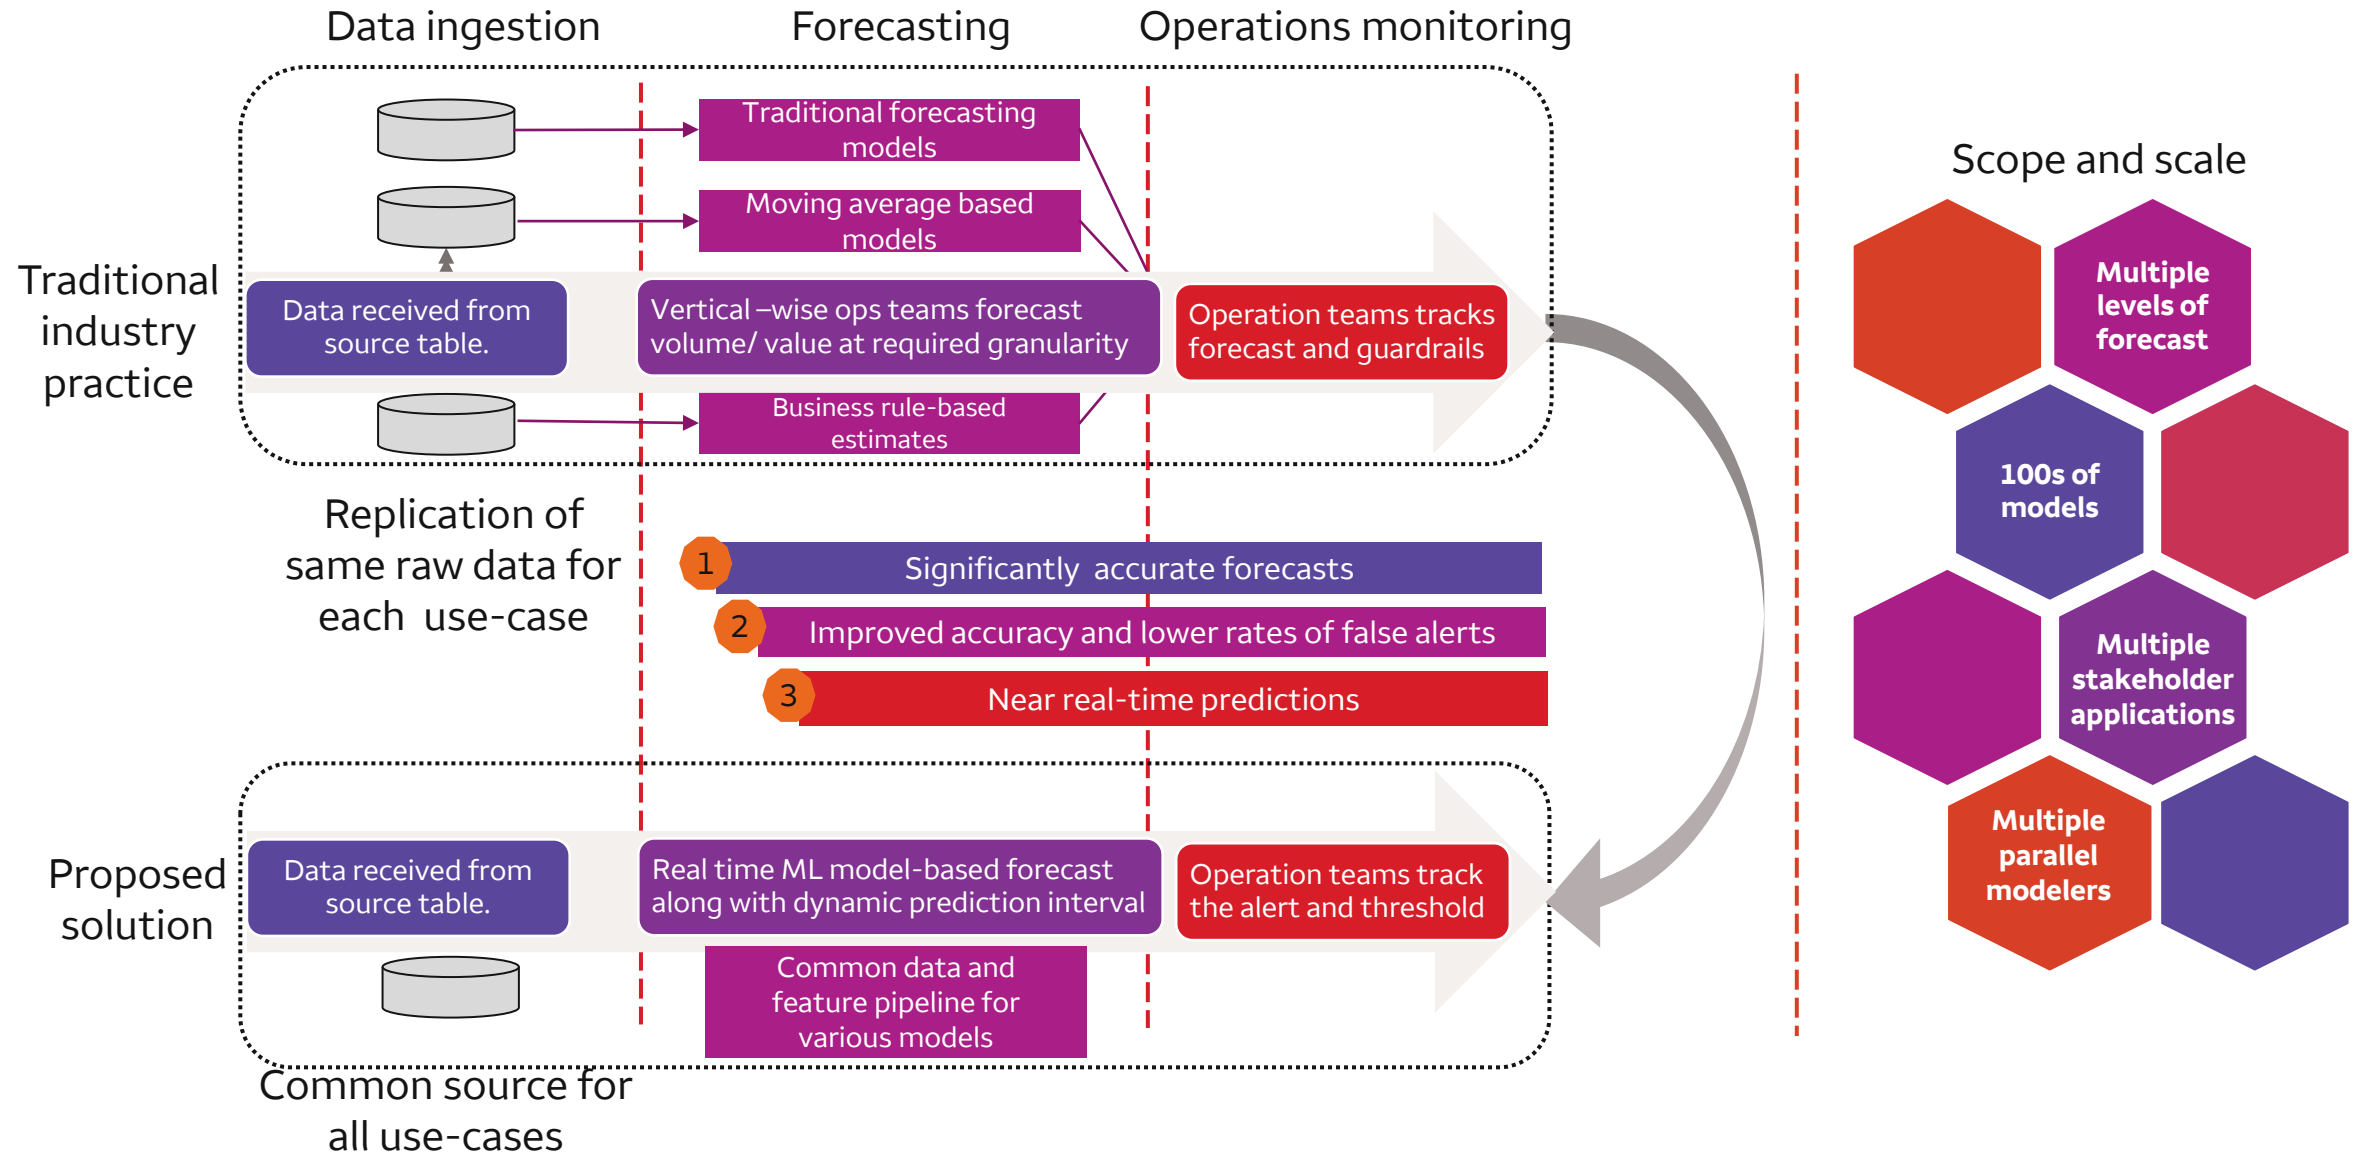 Data ingestion
Forecasting
Operations monitoring
Traditional
industry
practice
Traditional forecasting
models
Moving average based
models
Data received from
source table.
Vertical –wise ops teams forecast
volume/ value at required granularity
Operation teams tracks
forecast and guardrails
Business rule-based
estimates
Replication of
same raw data for
each  use-case
1
Significantly  accurate forecasts
2
Improved accuracy and lower rates of false alerts
3
Near real-time predictions
Proposed
solution
Data received from
source table.
Real time ML model-based forecast
along with dynamic prediction interval
Operation teams track
the alert and threshold
Common data and
feature pipeline for
various models
Common source for
all use-cases
Scope and scale
Multiple
levels of
forecast
100s of
models
Multiple
stakeholder
applications
Multiple
parallel
modelers